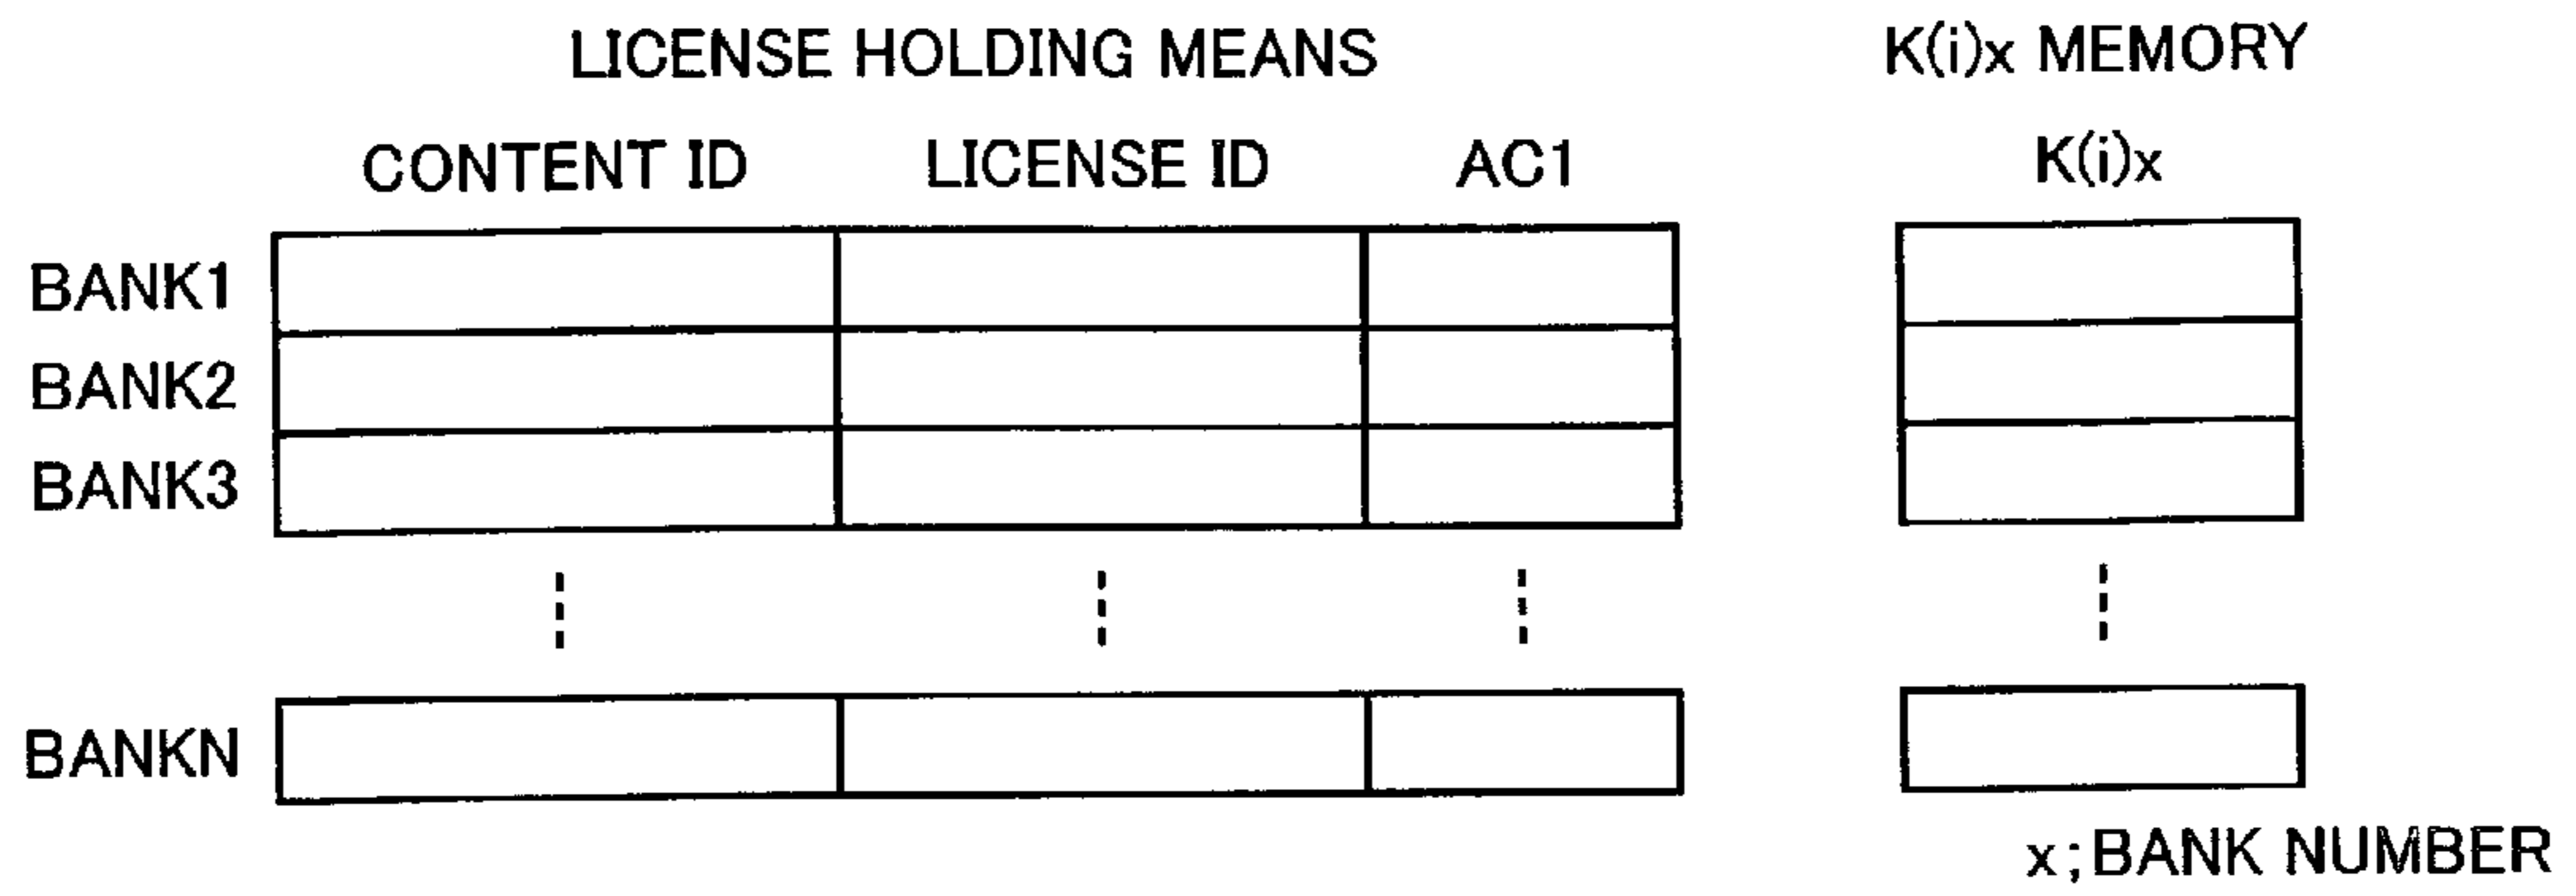 LICENSE HOLDING MEANS
K(i)x MEMORY
CONTENT ID LICENSE ID AC1 K(i)x
BANK1
BANK2
BANK3
BANKN
x;BANK NUMBER